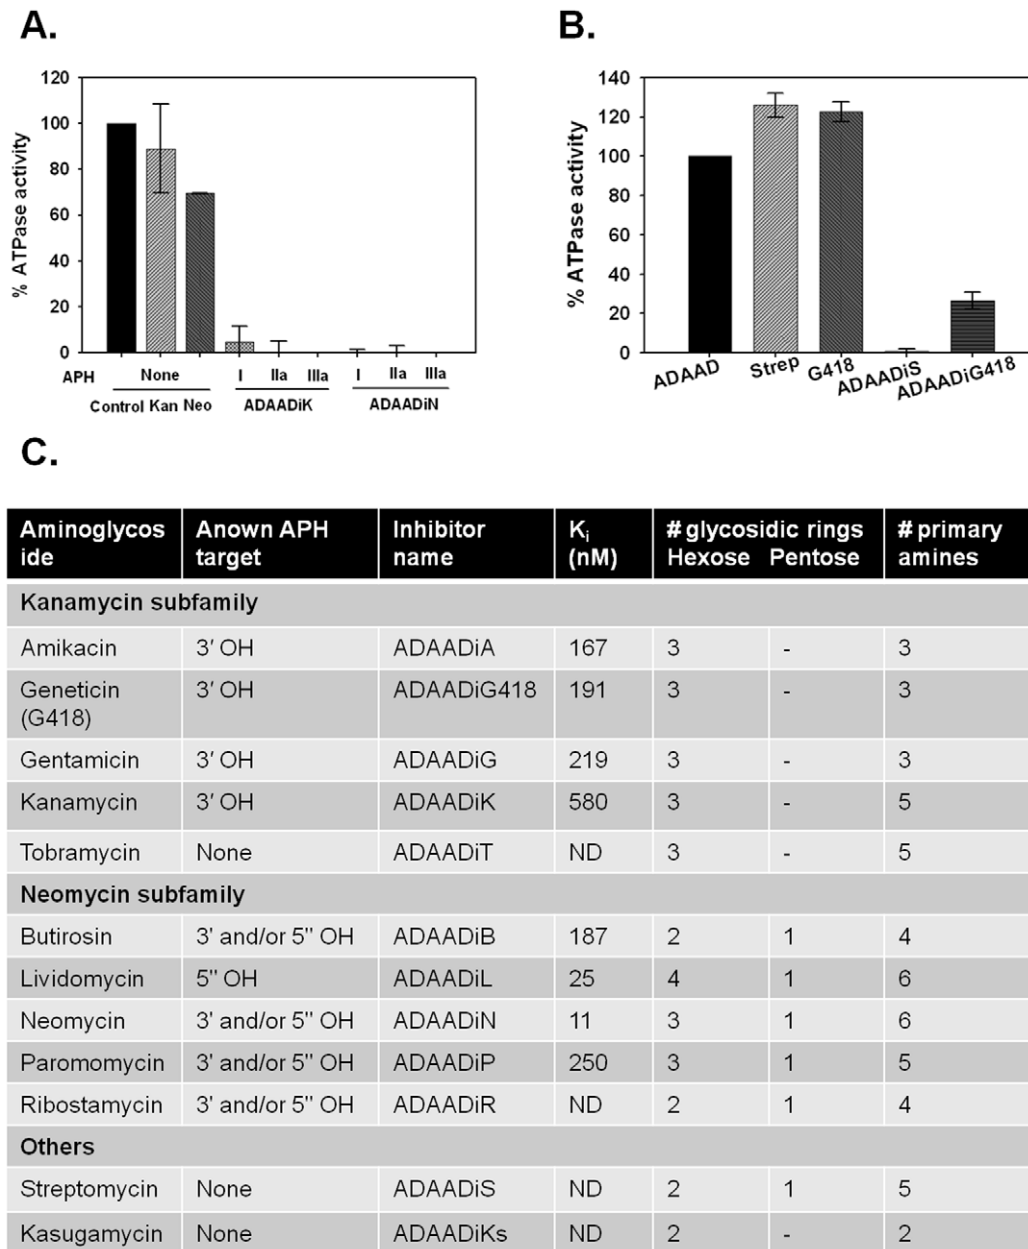 A.
% ATPase activity
120
100
80
60
40
20
0
APH None I IIa IIIa I IIa IIIa
Control Kan Neo ADAADiK ADAADiN
B.
% ATPase activity
140
120
100
80
60
40
20
0
ADAAD Strep G418 ADAADiS ADAADiG418
C.
Aminoglycos Anown APH Inhibitor Ki # glycosidic rings # primary
ide target name (nM) Hexose Pentose amines
Kanamycin subfamily
Amikacin 3' OH ADAADiA 167 3 - 3
Geneticin 3' OH ADAADiG418 191 3 - 3
(G418)
Gentamicin 3' OH ADAADiG 219 3 - 3
Kanamycin 3' OH ADAADiK 580 3 - 5
Tobramycin None ADAADiT ND 3 - 5
Neomycin subfamily
Butirosin 3' and/or 5" OH ADAADiB 187 2 1 4
Lividomycin 5" OH ADAADiL 25 4 1 6
Neomycin 3' and/or 5" OH ADAADiN 11 3 1 6
Paromomycin 3' and/or 5" OH ADAADiP 250 3 1 5
Ribostamycin 3' and/or 5" OH ADAADiR ND 2 1 4
Others
Streptomycin None ADAADiS ND 2 1 5
Kasugamycin None ADAADiKs ND 2 - 2